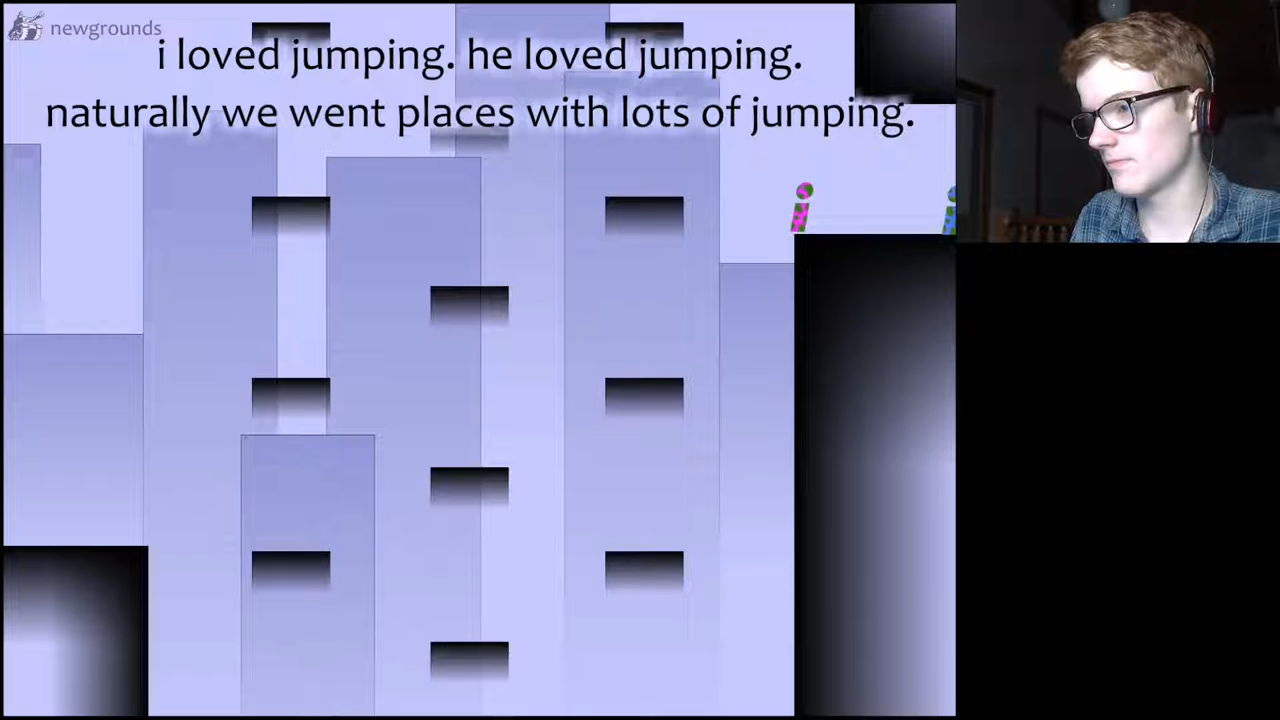 newgrounds
i loved jumping. he loved jumping.
naturally we went places with lots of jumping.